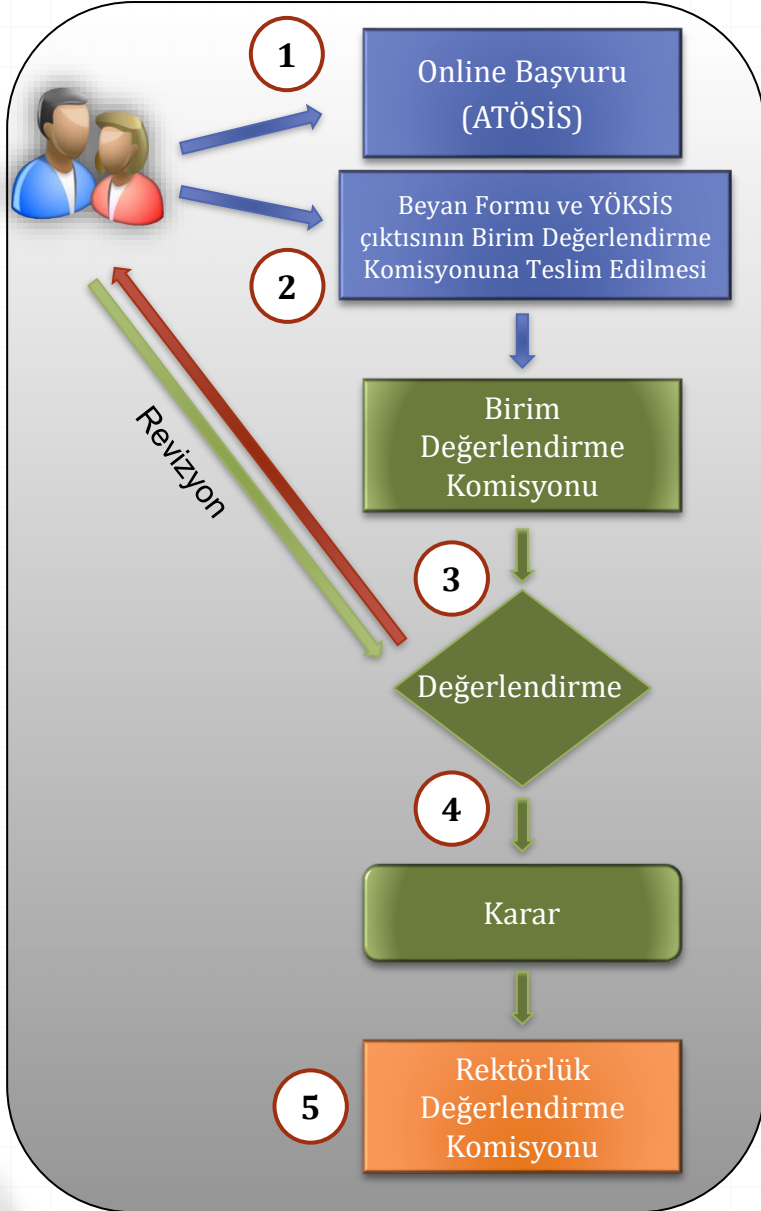 1
Online Başvuru
(ATÖSİS)
2
Beyan Formu ve YÖKSİS
çıktısının Birim Değerlendirme
Komisyonuna Teslim Edilmesi
Birim
Değerlendirme
Komisyonu
Revizyon
3
Değerlendirme
4
Karar
5
Rektörlük
Değerlendirme
Komisyonu